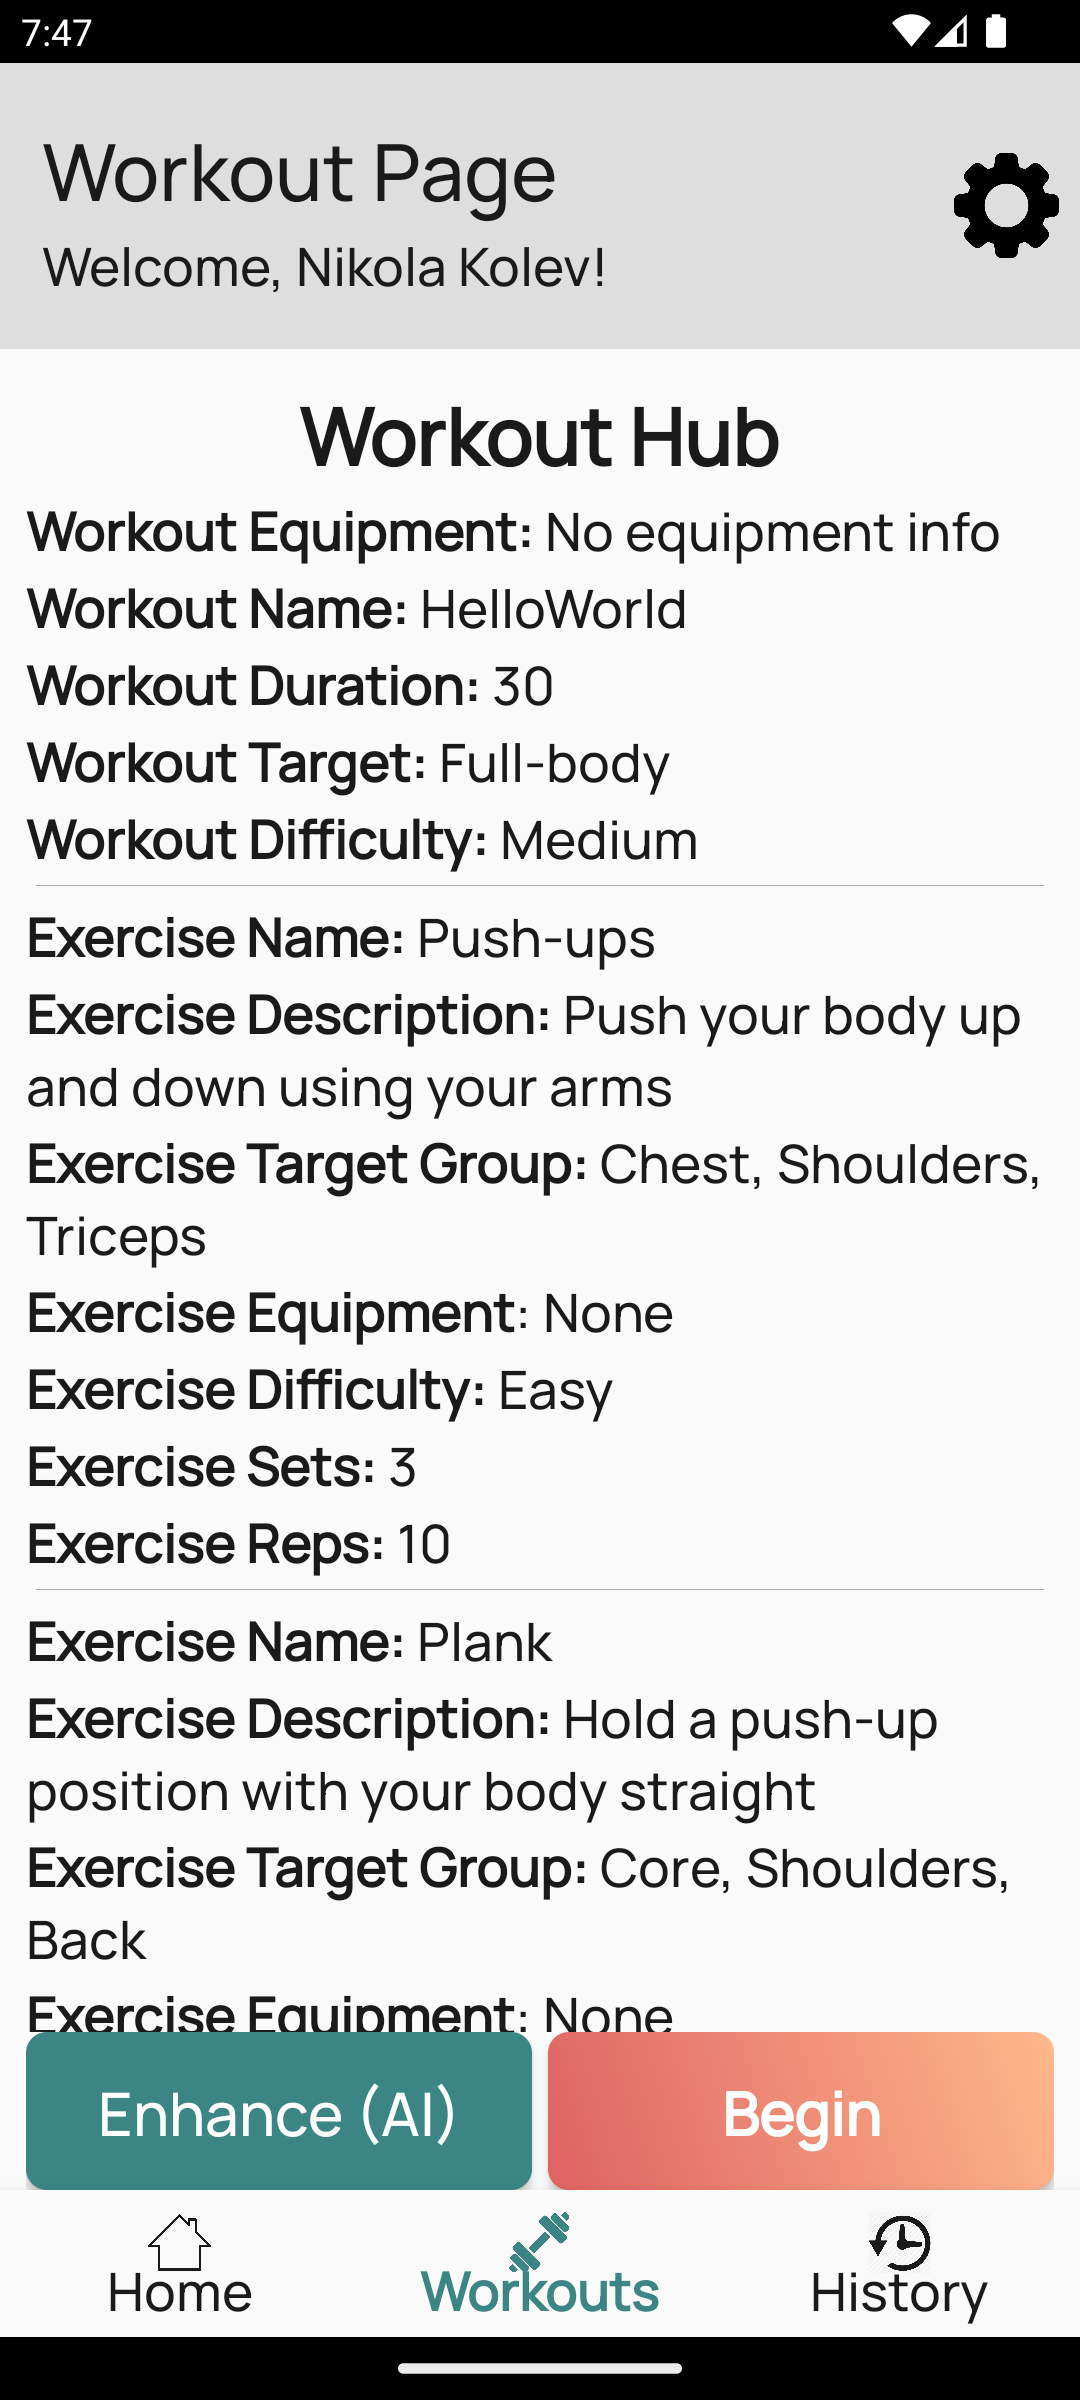 7:47
Workout Page
Welcome, Nikola Kolev!
Workout Hub
Workout Equipment: No equipment info
Workout Name: HelloWorld
Workout Duration: 30
Workout Target: Full-body
Workout Difficulty: Medium
Exercise Name: Push-ups
Exercise Description: Push your body up
and down using your arms
Exercise Target Group: Chest, Shoulders,
Triceps
Exercise Equipment: None
Exercise Difficulty: Easy
Exercise Sets: 3
Exercise Reps: 10
Exercise Name: Plank
Exercise Description: Hold a push-up
position with your body straight
Exercise Target Group: Core, Shoulders,
Back
Exercise Equipment: None
Enhance (AI)
Begin
Home
Workouts
History